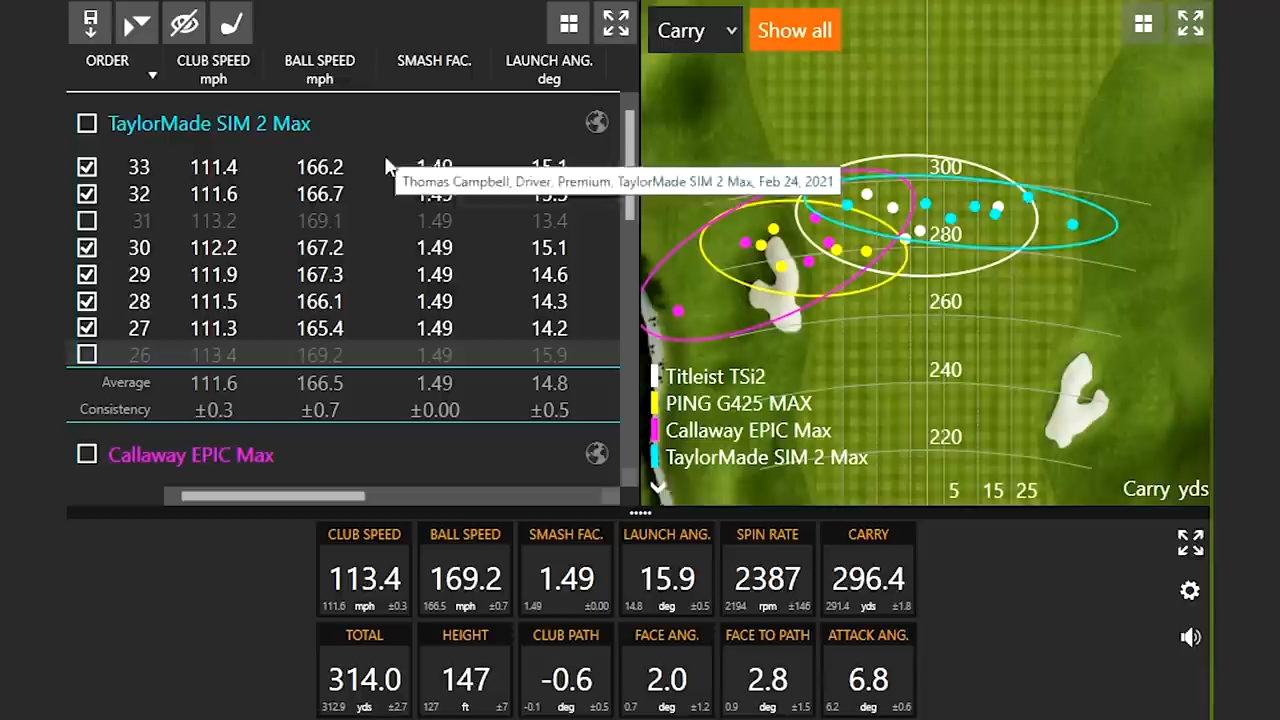 Carry
Show all
ORDER CLUB SPEED BALL SPEED SMASH FAC. LAUNCH ANG.
mph mph deg
TaylorMade SIM 2 Max
33 111.4 166.2 1.49 15.1
Thomas Campbell, Driver, Premium, TaylorMade SIM 2 Max, Feb 24, 2021
32 111.6 166.7 1.49
31 113.2 169.1 13.4
30 112.2 167.2 1.49 15.1
29 111.9 167.3 1.49 14.6
28 111.5 166.1 1.49 14.3
27 111.3 165.4 1.49 14.2
26 113.4 169.2 1.49 15.9
Average 111.6 166.5 1.49 14.8
Consistency ±0.3 ±0.7 ±0.00 ±0.5
Callaway EPIC Max
300
280
260
240
220
Titleist TSi2
PING G425 MAX
Callaway EPIC Max
TaylorMade SIM 2 Max
5 15 25 Carry yds
CLUB SPEED BALL SPEED SMASH FAC. LAUNCH ANG. SPIN RATE CARRY
113.4 169.2 1.49 15.9 2387 296.4
111.6 mph ±0.3 166.5 mph ±0.7 1.49 ±0.00 14.8 deg ±0.5 2194 rpm ±146 291.4 yds ±1.8
TOTAL HEIGHT CLUB PATH FACE ANG. FACE TO PATH ATTACK ANG.
314.0 147 -0.6 2.0 2.8 6.8
312.9 yds ±2.7 127 ft ±7 -0.1 deg ±0.5 0.7 deg ±1.2 0.9 deg ±1.5 6.2 deg ±0.6